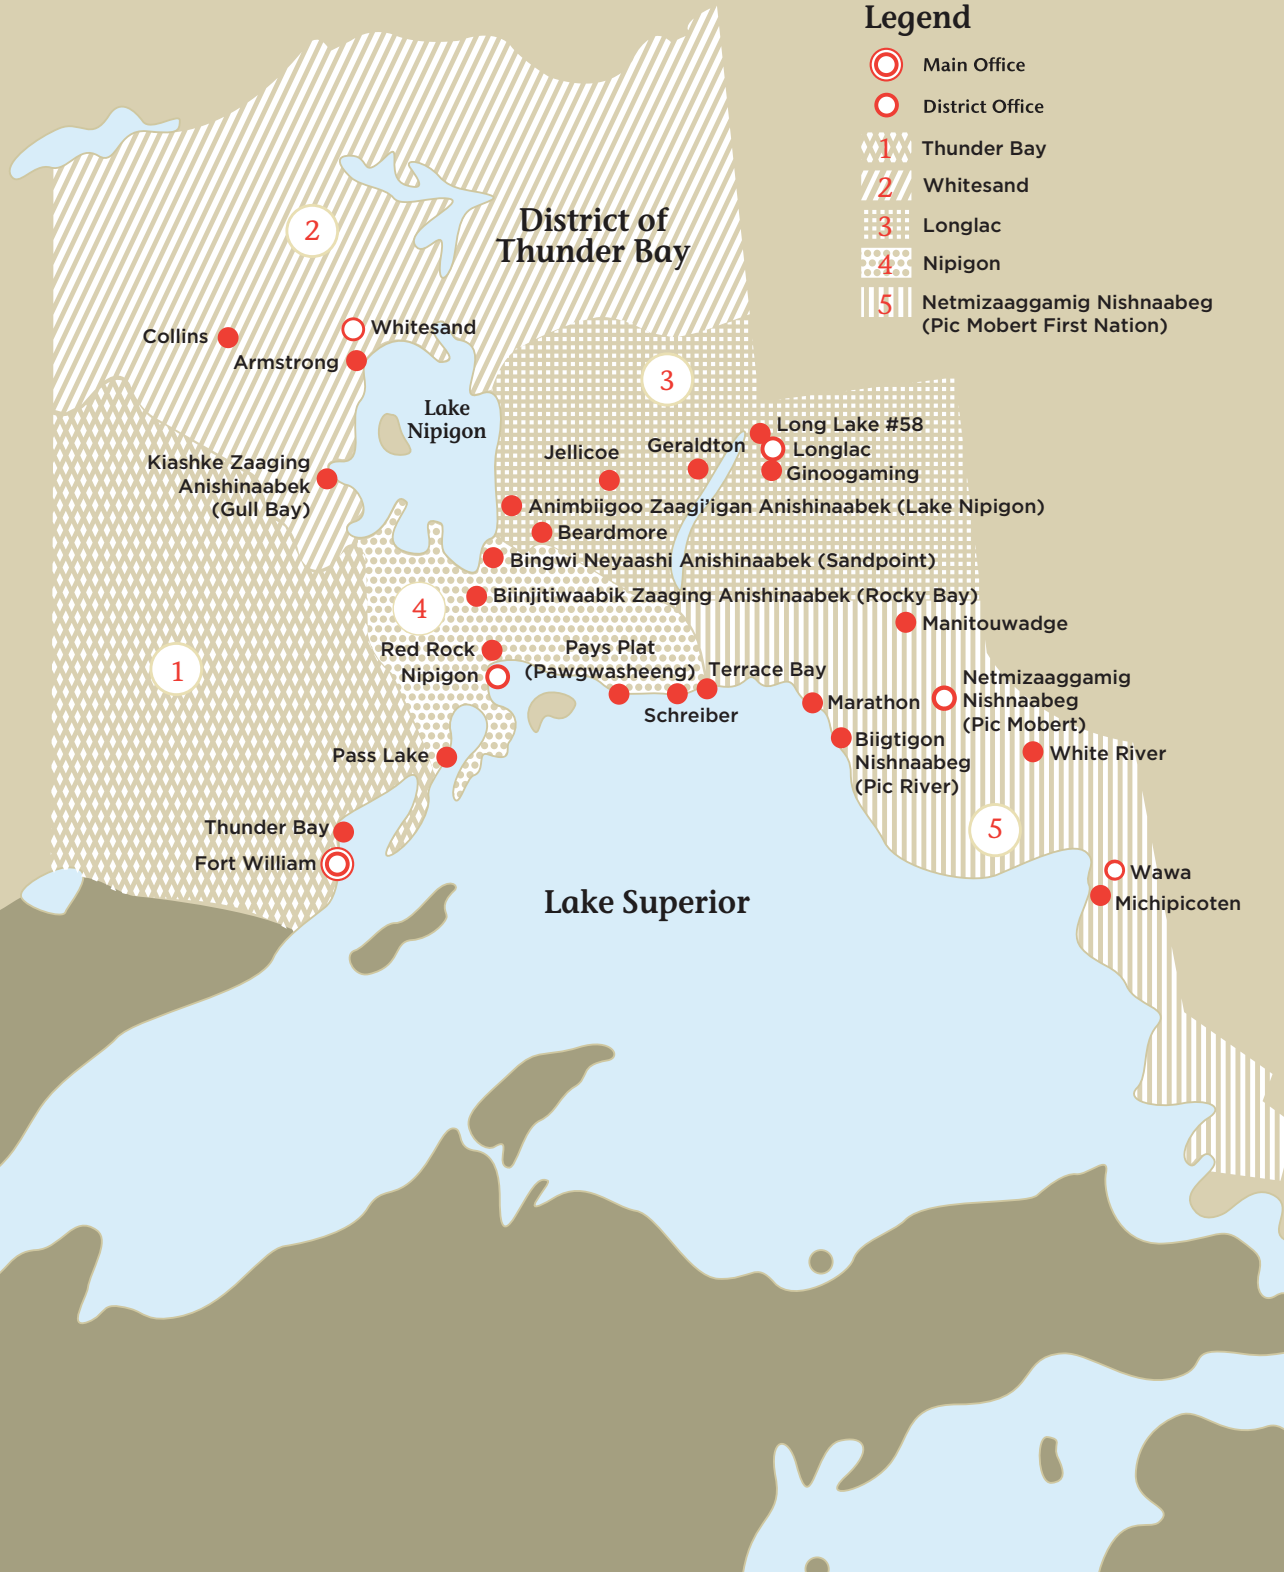 Legend
Main Office
District Office
1 Thunder Bay
2 Whitesand
3 Longlac
4 Nipigon
5 Netmizaaggamig Nishnaabeg
(Pic Mobert First Nation)
District of
Thunder Bay
2
Collins
Whitesand
Armstrong
3
Lake
Nipigon
Long Lake #58
Jellicoe
Geraldton
Longlac
Ginoogaming
Kiashke Zaaging
Anishinaabek
(Gull Bay)
Animbiigoo Zaagi’igan Anishinaabek (Lake Nipigon)
Beardmore
Bingwi Neyaashi Anishinaabek (Sandpoint)
4
Biinjitiwaabik Zaaging Anishinaabek (Rocky Bay)
Manitouwadge
1
Red Rock
Nipigon
Pays Plat
(Pawgwasheeng)
Terrace Bay
Schreiber
Marathon
Netmizaaggamig
Nishnaabeg
(Pic Mobert)
Biigtigon
Nishnaabeg
(Pic River)
White River
Pass Lake
Thunder Bay
Fort William
5
Wawa
Michipicoten
Lake Superior